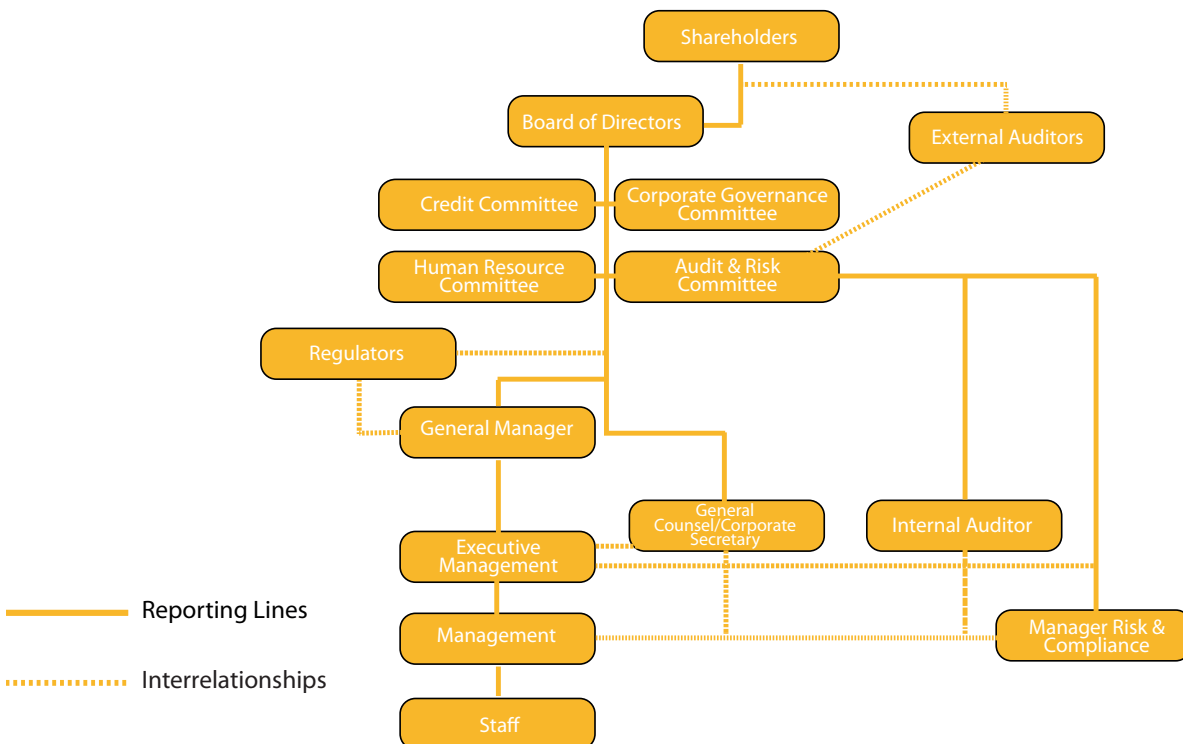 Shareholders
Board of Directors
External Auditors
Credit Committee
Corporate Governance
Committee
Human Resource
Committee
Audit & Risk
Committee
Regulators
General Manager
General
Counsel/Corporate
Secretary
Internal Auditor
Executive
Management
Reporting Lines
Management
Manager Risk &
Compliance
Interrelationships
Staff